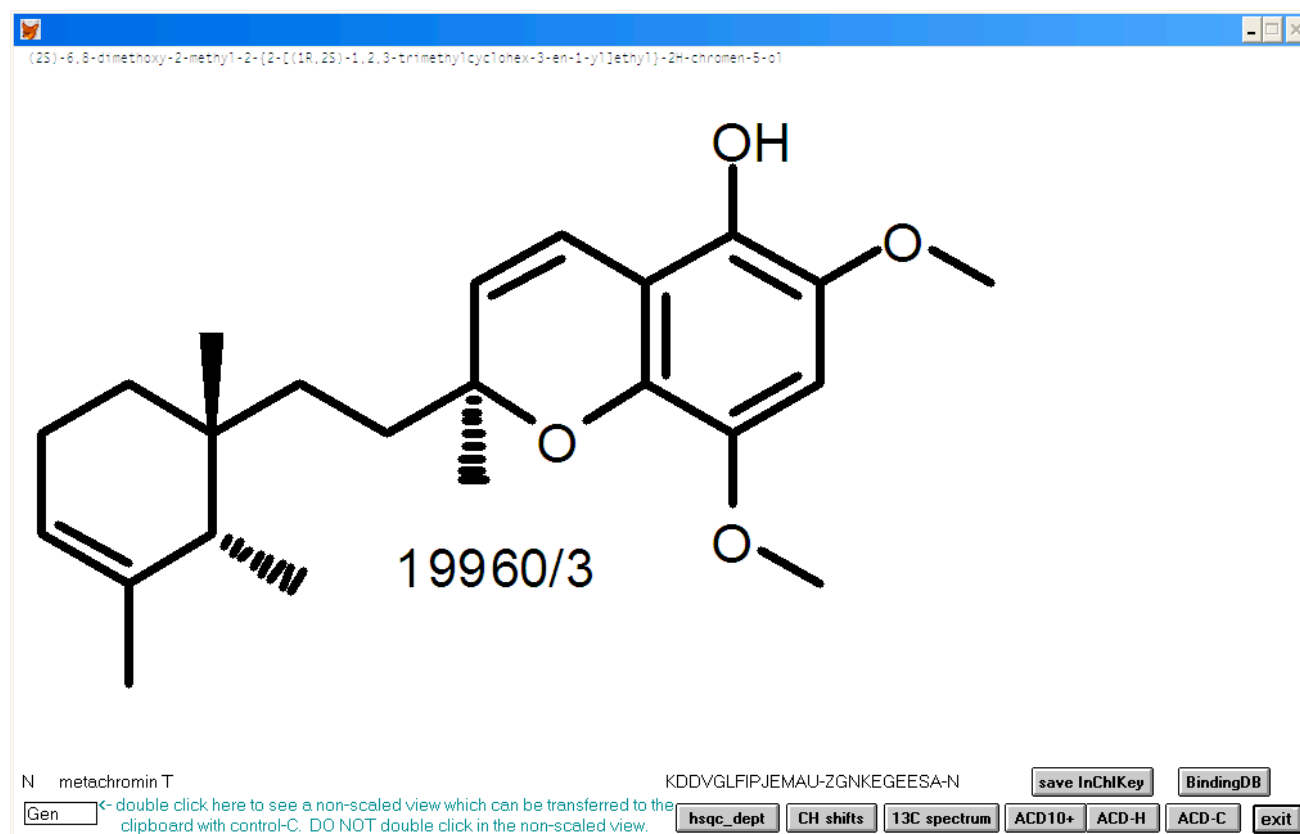 (2S)-6,8-dimethoxy-2-methyl-2-{2-[(1R,2S)-1,2,3-trimethylcyclohex-3-en-1-yl]ethyl}-2H-chromen-5-ol
OH
O
O
O
19960/3
N metachromin T
KDDVGLFIPJEMAU-ZGNKEGEESA-N
save InChIKey
BindingDB
Gen
<- double click here to see a non-scaled view which can be transferred to the
clipboard with control-C. DO NOT double click in the non-scaled view.
hsqc_dept
CH shifts
13C spectrum
ACD10+
ACD-H
ACD-C
exit